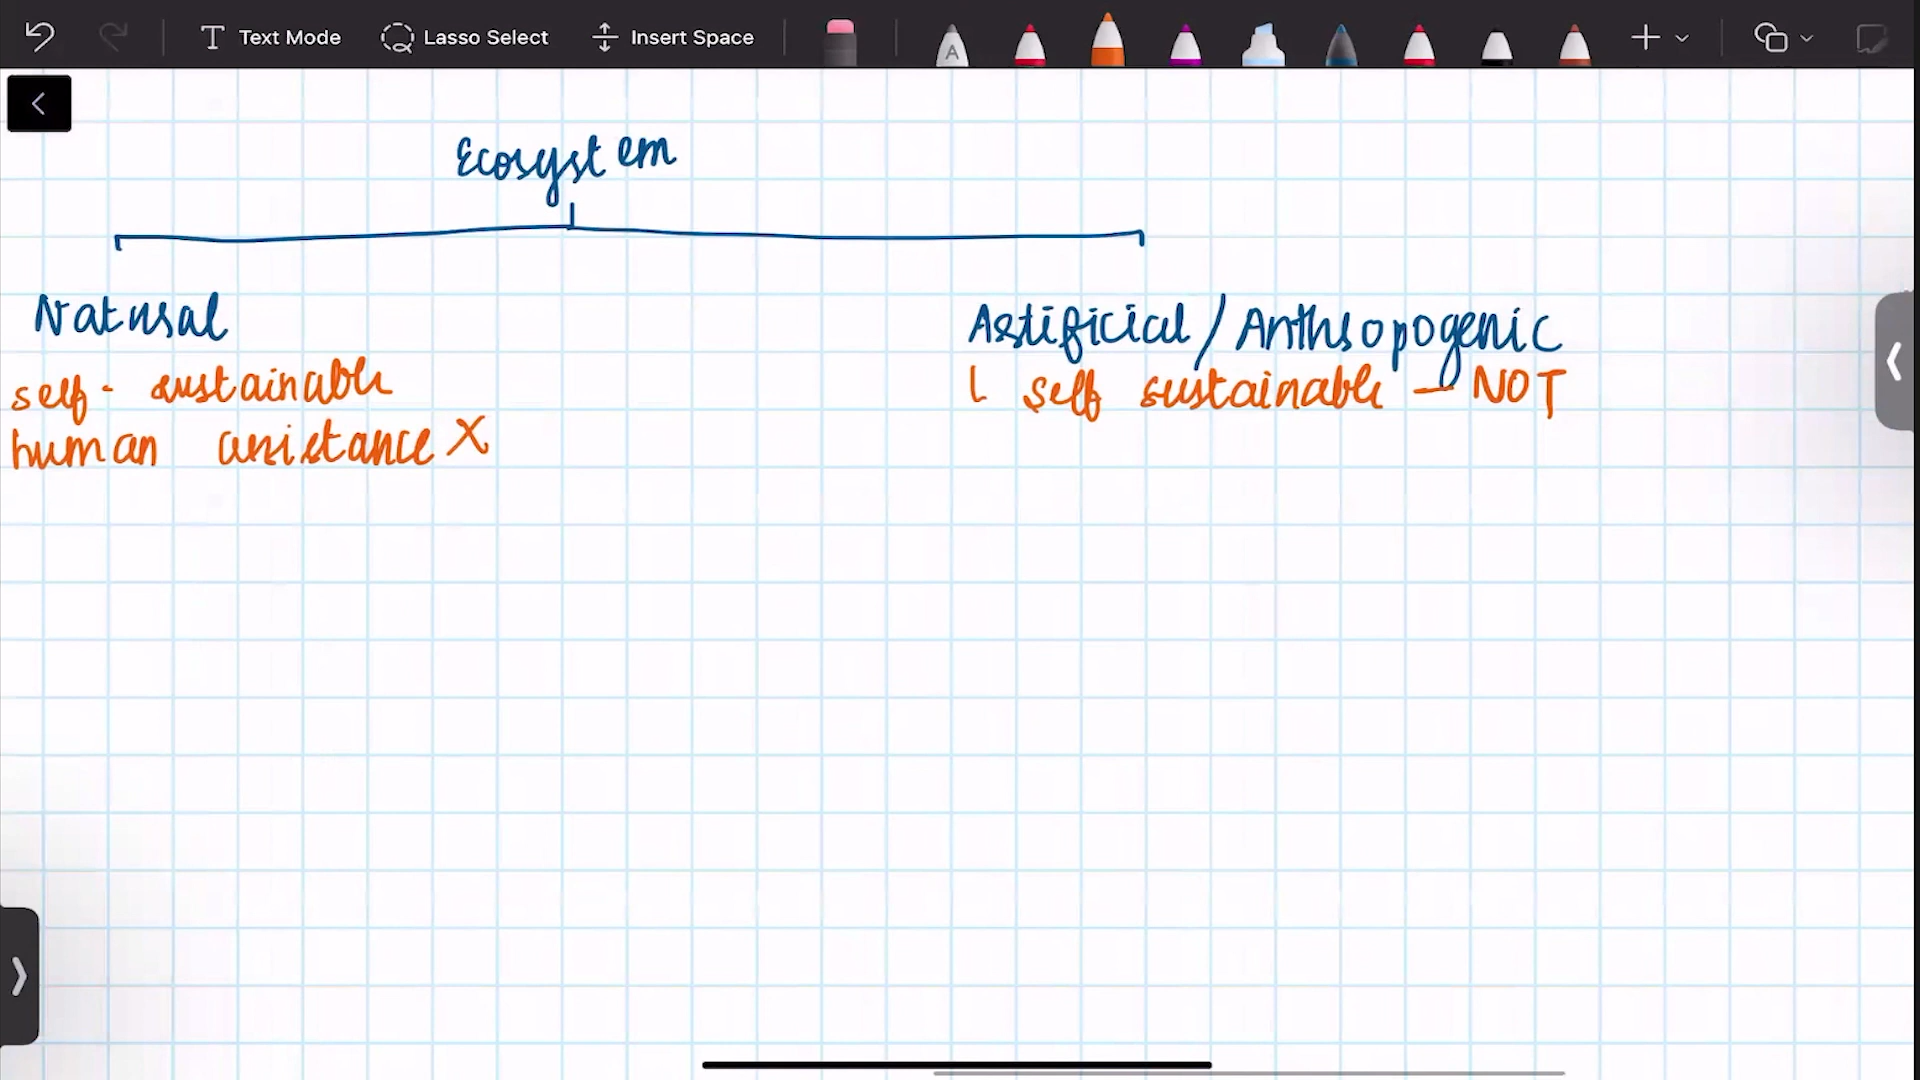 Text Mode Lasso Select Insert Space
A
Ecosystem
Natural
Artificial / Anthropogenic
self- sustainable
L self sustainable — NOT
human assistance X